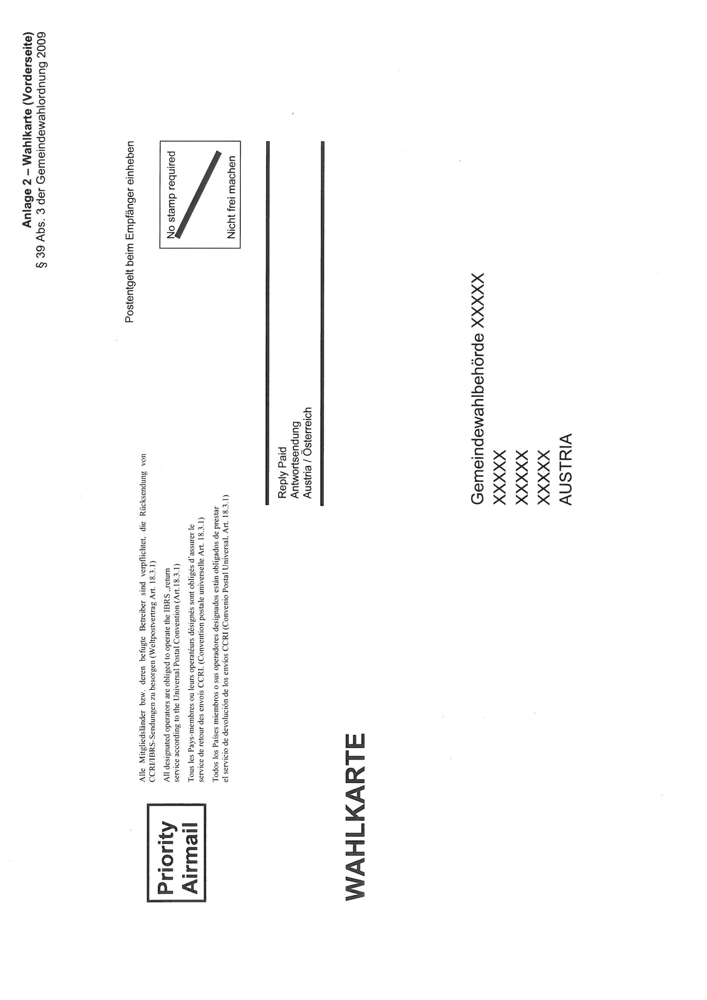 Anlage 2 – Wahlkarte (Vorderseite)
§ 39 Abs. 3 der Gemeindewahlordnung 2009
Postentgelt beim Empfänger einheben
Priority
Airmail
Alle Mitgliedsländer bzw. deren befugte Betreiber sind verpflichtet, die Rücksendung von
CCRI/IBRS-Sendungen zu besorgen (Weltpostvertrag Art. 18.3.1)
All designated operators are obliged to operate the IBRS „return
service according to the Universal Postal Convention (Art.18.3.1)
Tous les Pays-membres ou leurs operatéurs désignés sont obligés d'assurer le
service de retour des envois CCRI. (Convention postale universelle Art. 18.3.1)
Todos los Países miembros o sus operadores designados están obligados de prestar
el servicio de devolución de los envíos CCRI (Convenio Postal Universal, Art. 18.3.1)
No stamp required
Nicht frei machen
Reply Paid
Antwortsendung
Austria / Österreich
WAHLKARTE
Gemeindewahlbehörde XXXXX
XXXXX
XXXXX
XXXXX
AUSTRIA